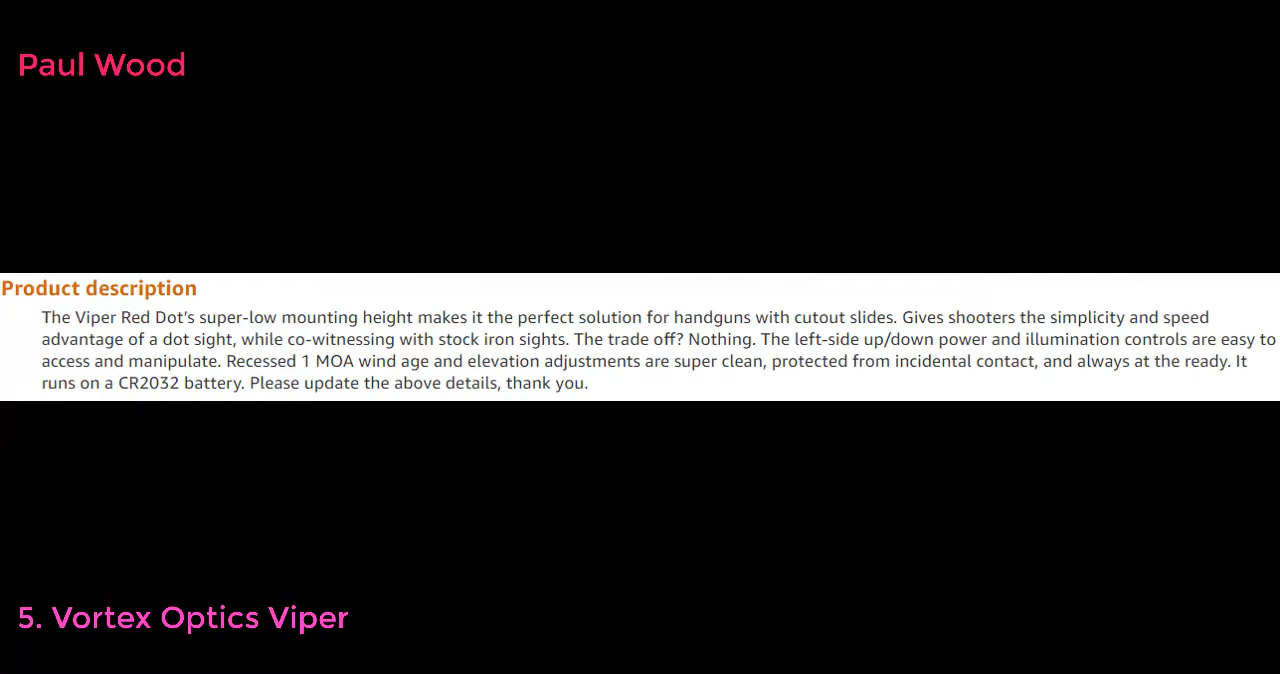 Paul Wood
Product description
The Viper Red Dot’s super-low mounting height makes it the perfect solution for handguns with cutout slides. Gives shooters the simplicity and speed
advantage of a dot sight, while co-witnessing with stock iron sights. The trade off? Nothing. The left-side up/down power and illumination controls are easy to
access and manipulate. Recessed 1 MOA wind age and elevation adjustments are super clean, protected from incidental contact, and always at the ready. It
runs on a CR2032 battery. Please update the above details, thank you.
5. Vortex Optics Viper